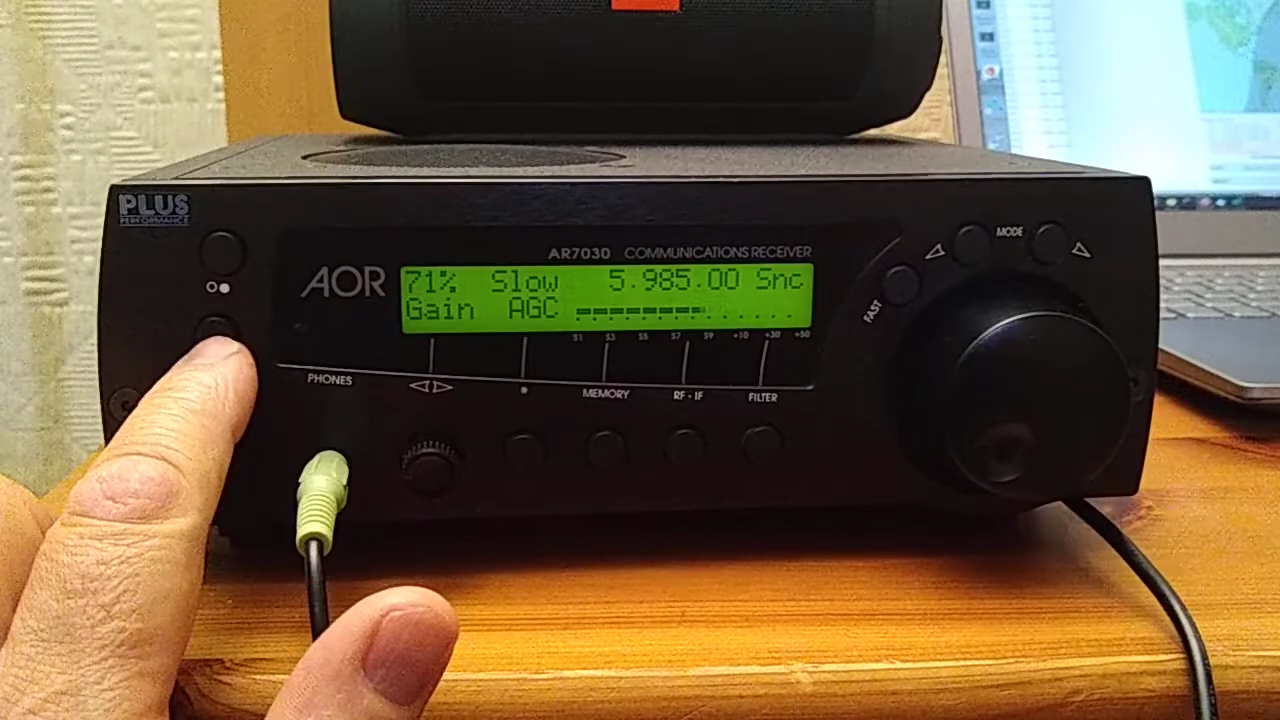 PLUS
PERFORMANCE
AR7030 COMMUNICATIONS RECEIVER
MODE
AOR
71% Slow 5.985.00 Snc
Gain AGC
FAST
S1 S3 S5 S7 S9 +10 +30 +50
PHONES
* MEMORY RF - IF FILTER